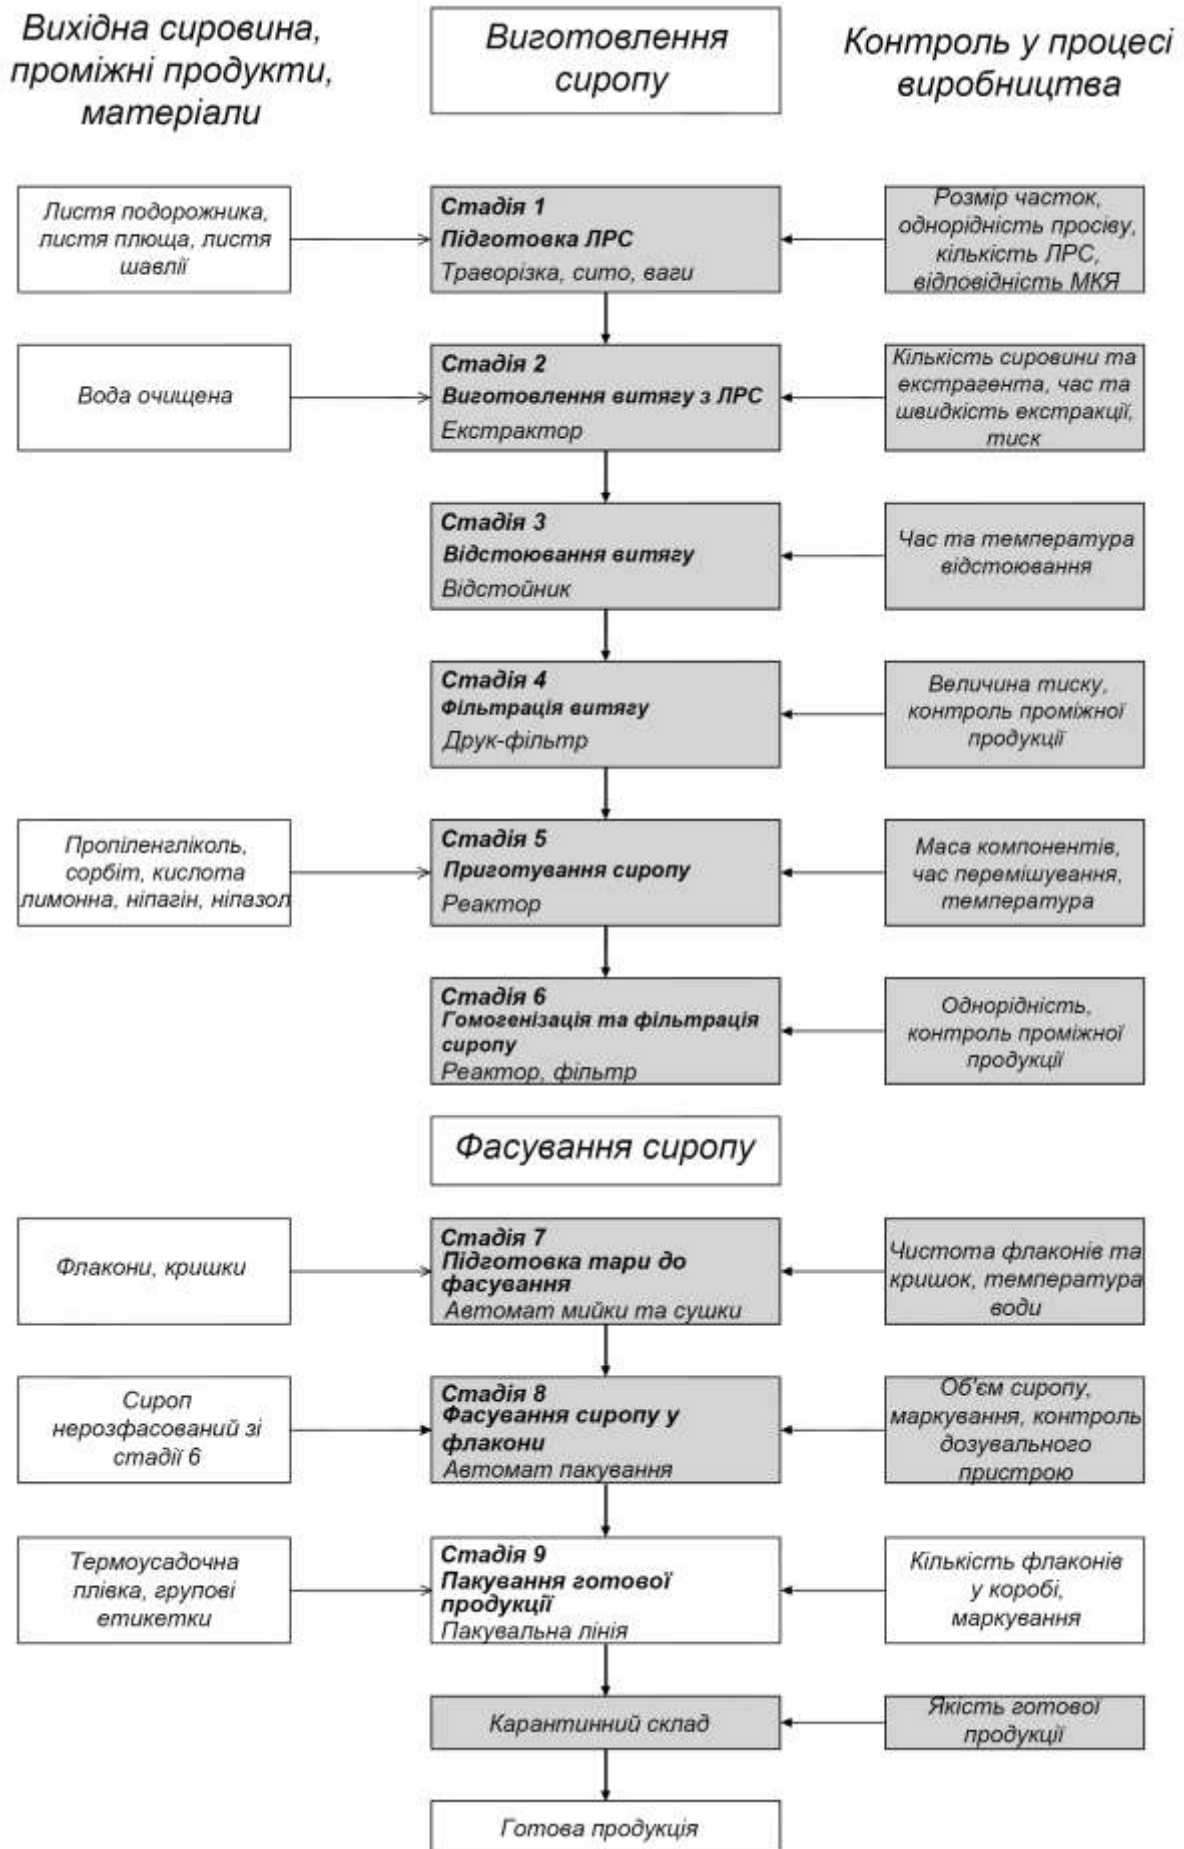 Вихідна сировина,
проміжні продукти,
матеріали
Виготовлення
сиропу
Контроль у процесі
виробництва
Листя подорожника,
листя плюща, листя
шавлії
Стадія 1
Підготовка ЛРС
Траворізка, сито, ваги
Розмір часток,
однорідність просіву,
кількість ЛРС,
відповідність МКЯ
Вода очищена
Стадія 2
Виготовлення витягу з ЛРС
Екстрактор
Кількість сировини та
екстрагента, час та
швидкість екстракції,
тиск
Стадія 3
Відстоювання витягу
Відстойник
Час та температура
відстоювання
Стадія 4
Фільтрація витягу
Друк-фільтр
Величина тиску,
контроль проміжної
продукції
Пропіленгліколь,
сорбіт, кислота
лимонна, ніпагін, ніпазол
Стадія 5
Приготування сиропу
Реактор
Маса компонентів,
час перемішування,
температура
Стадія 6
Гомогенізація та фільтрація
сиропу
Реактор, фільтр
Однорідність,
контроль проміжної
продукції
Фасування сиропу
Флакони, кришки
Стадія 7
Підготовка тари до
фасування
Автомат мийки та сушки
Чистота флаконів та
кришок, температура
води
Сироп
нерозфасований зі
стадії 6
Стадія 8
Фасування сиропу у
флакони
Автомат пакування
Об'єм сиропу,
маркування, контроль
дозувального
пристрою
Термоусадочна
плівка, групові
етикетки
Стадія 9
Пакування готової
продукції
Пакувальна лінія
Кількість флаконів
у коробі,
маркування
Карантинний склад
Якість готової
продукції
Готова продукція